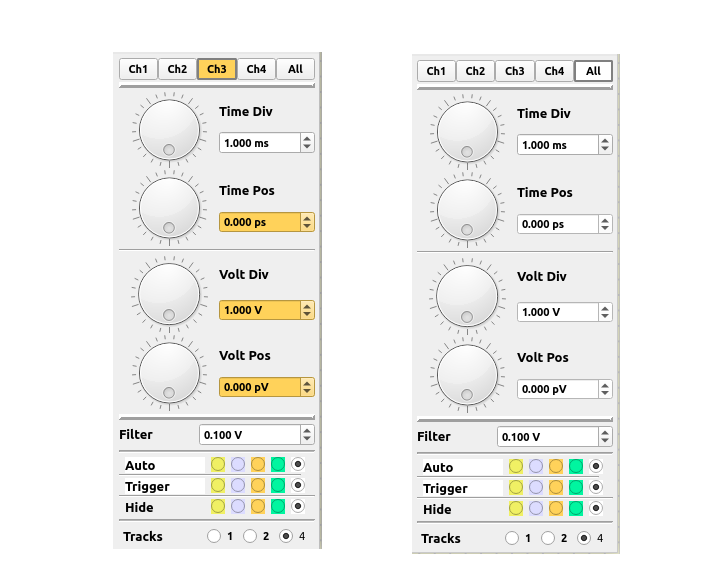 Ch1 Ch2 Ch3 Ch4 All
Time Div
1.000 ms
Time Pos
0.000 ps
Volt Div
1.000 V
Volt Pos
0.000 pV
Filter 0.100 V
Auto
Trigger
Hide
Tracks 1 2 4
Ch1 Ch2 Ch3 Ch4 All
Time Div
1.000 ms
Time Pos
0.000 ps
Volt Div
1.000 V
Volt Pos
0.000 pV
Filter 0.100 V
Auto
Trigger
Hide
Tracks 1 2 4